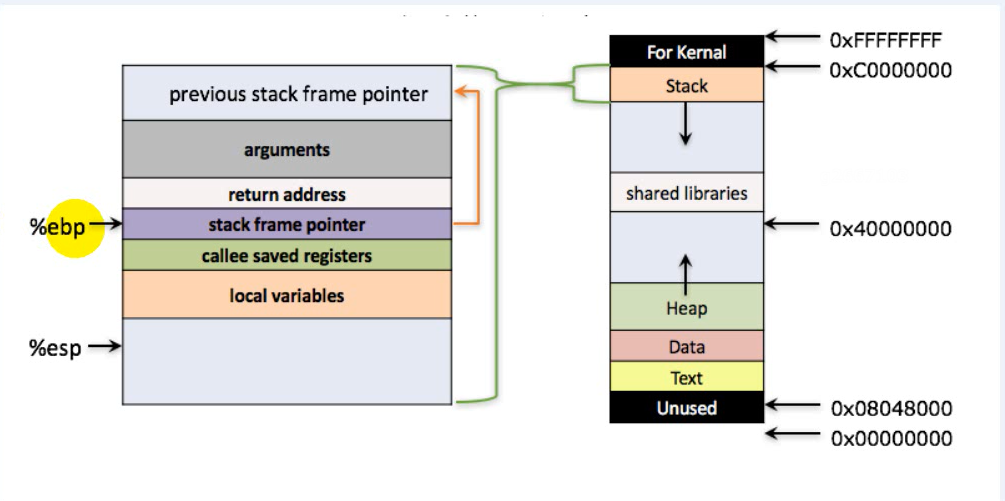 previous stack frame pointer
arguments
return address
%ebp
stack frame pointer
callee saved registers
local variables
%esp
For Kernal
0xFFFFFFFF
0xC0000000
Stack
shared libraries
0x40000000
Heap
Data
Text
Unused
0x08048000
0x00000000